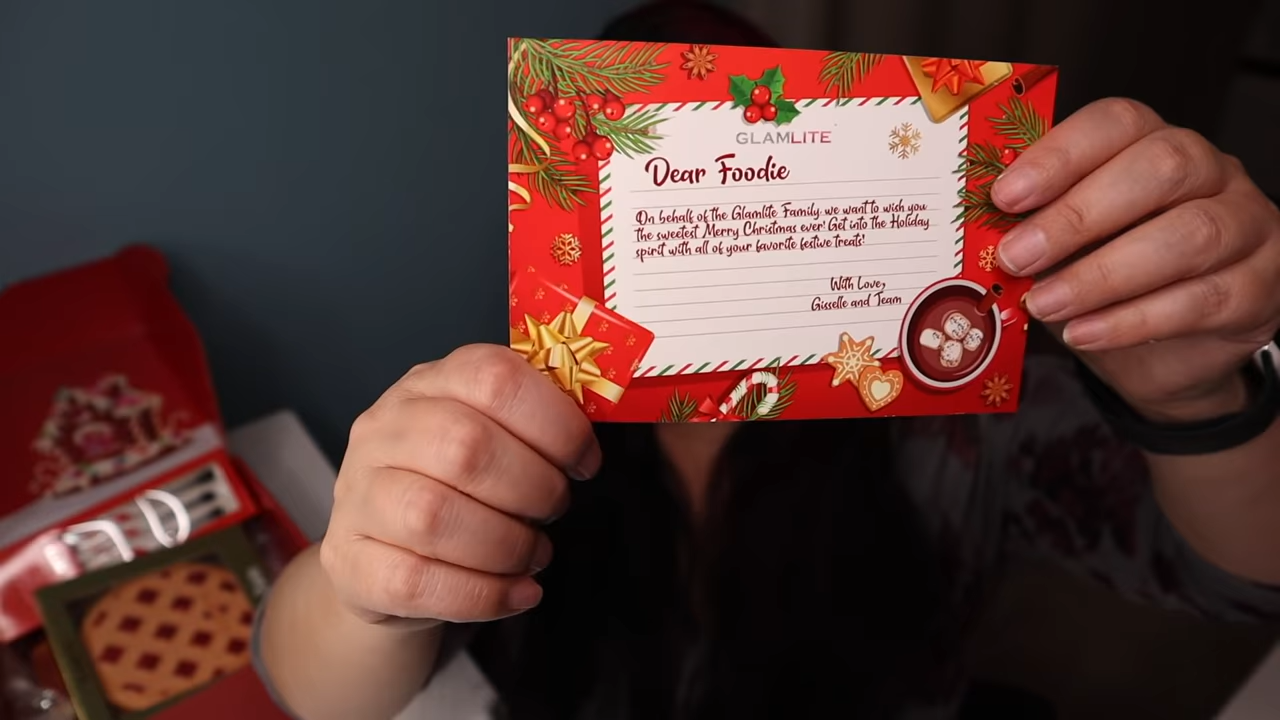 GLAMLITE
Dear Foodie
On behalf of the Glamlite Family we want to wish you
the sweetest Merry Christmas ever! Get into the Holiday
spirit with all of your favorite festive treats!
With Love,
Gisselle and Team